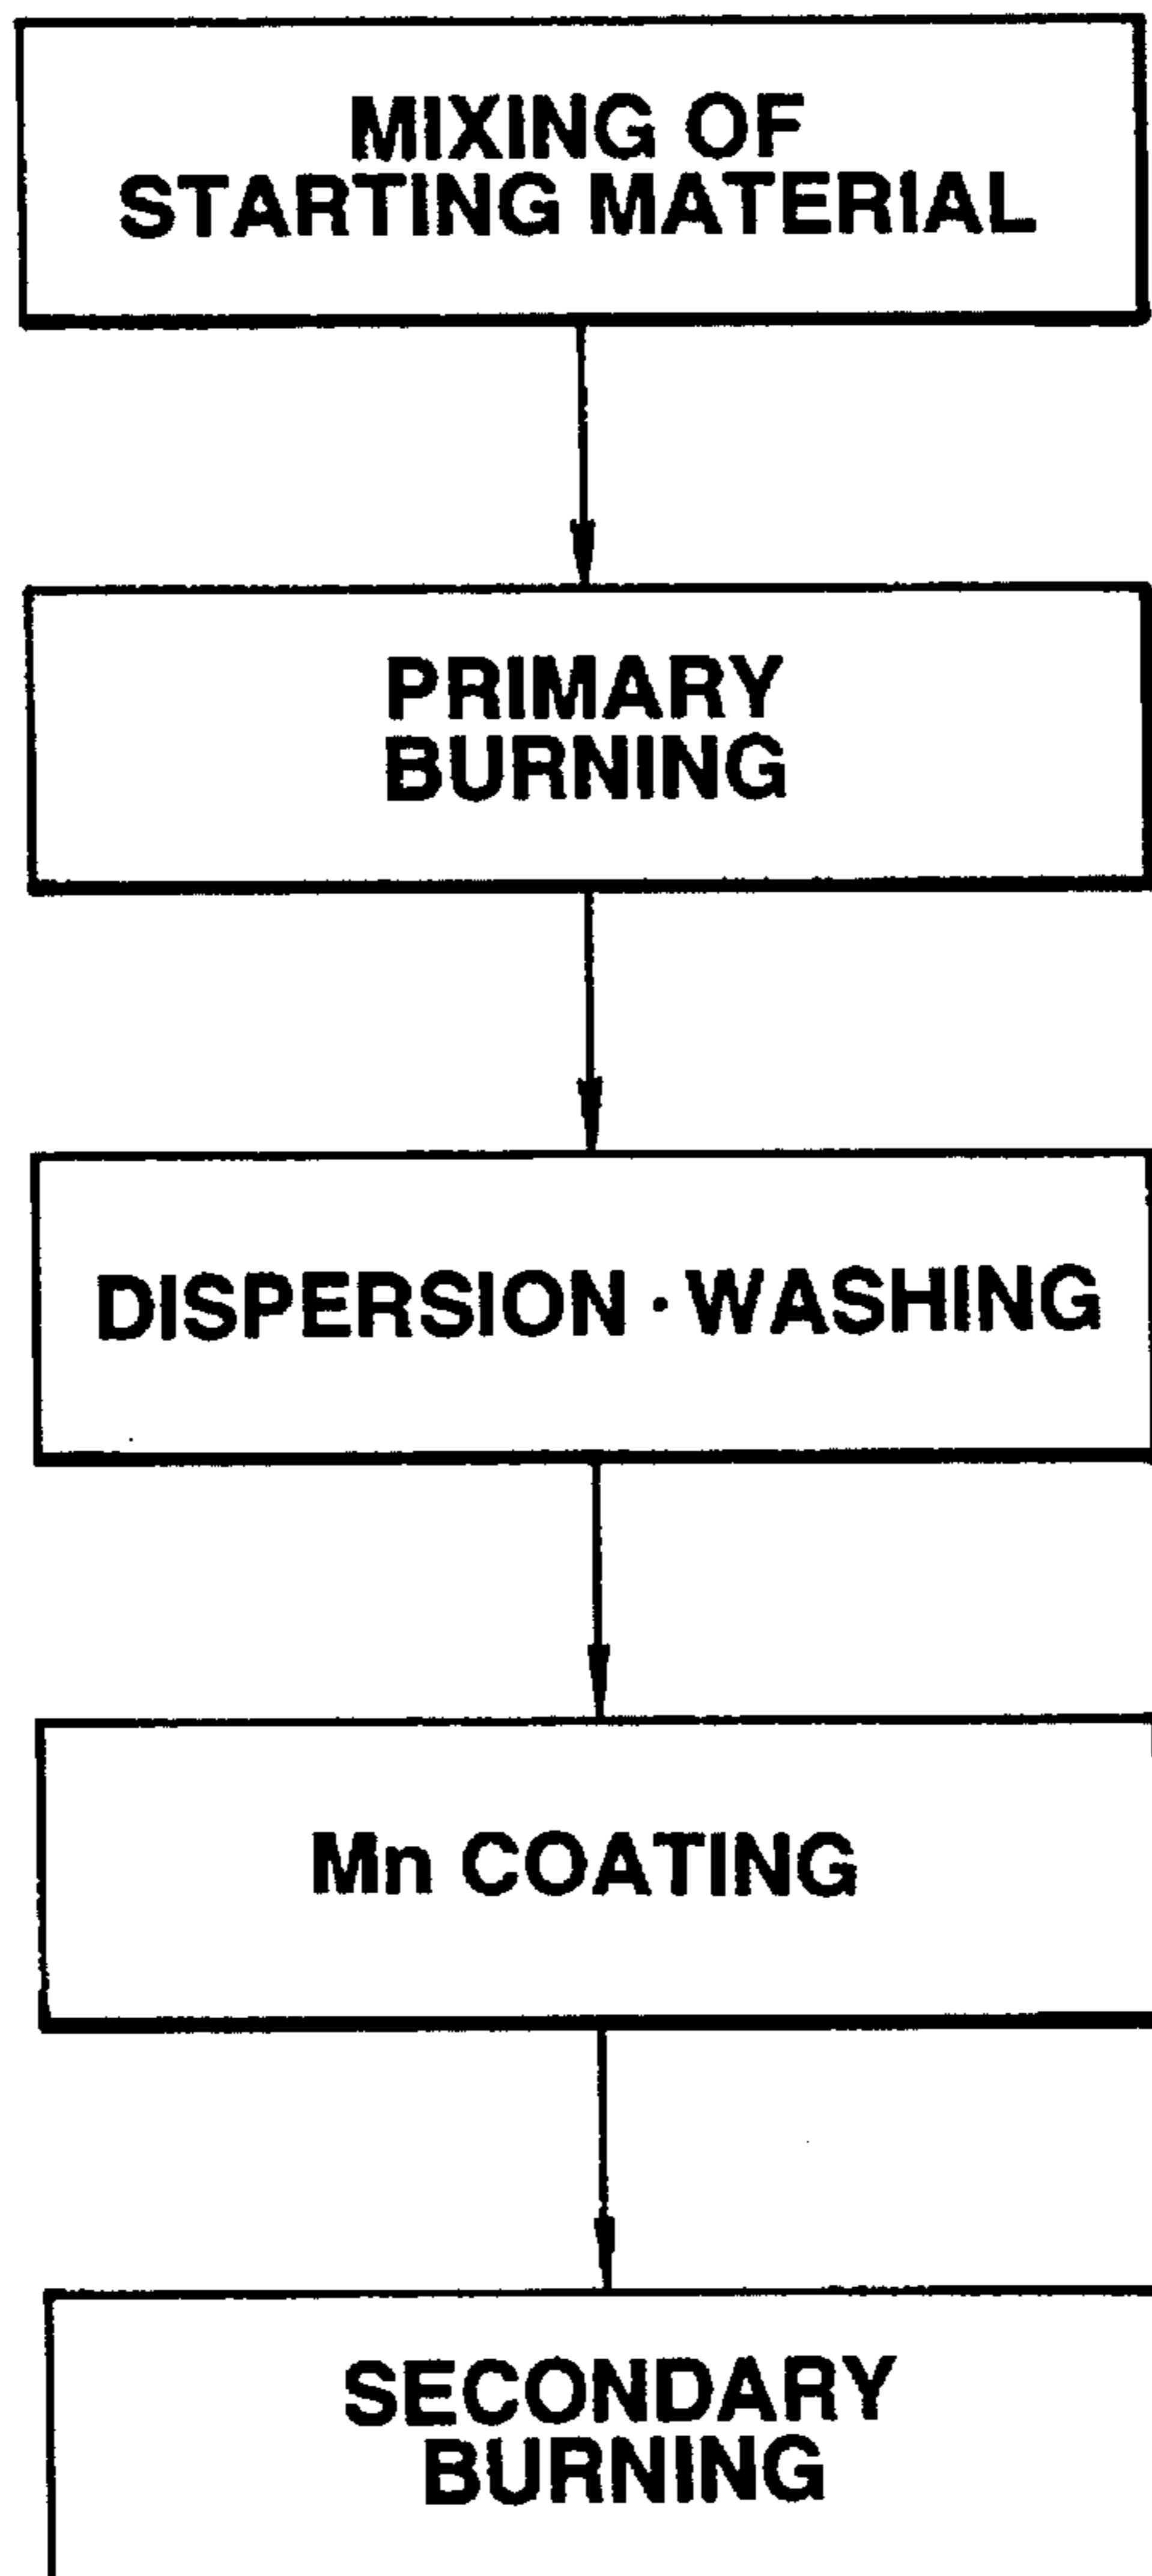 MIXING OF
STARTING MATERIAL
PRIMARY
BURNING
DISPERSION · WASHING
Mn COATING
SECONDARY
BURNING